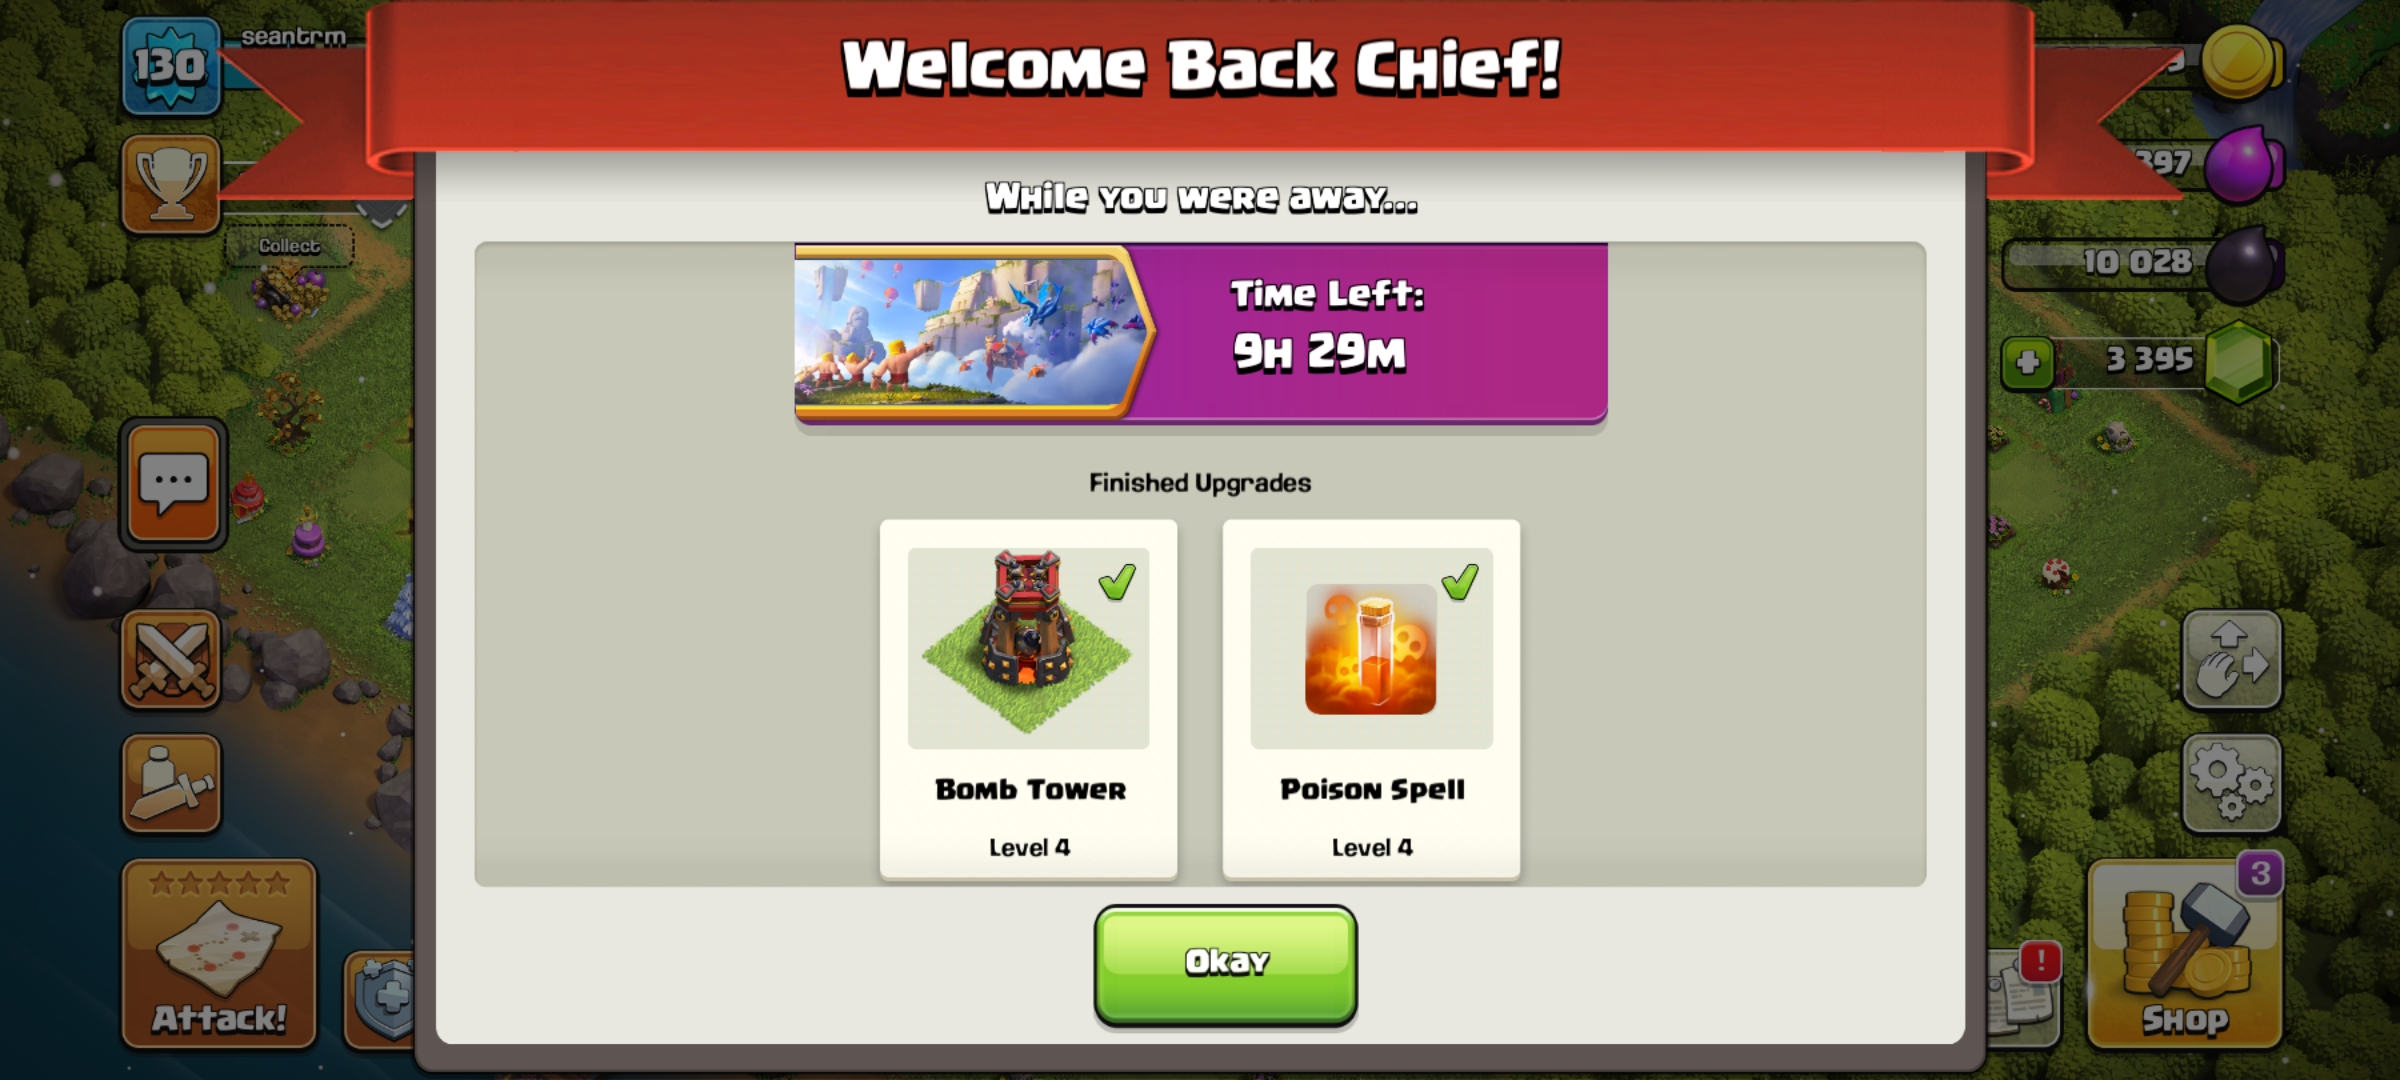 Welcome Back Chief!
130
seantrm
While you were away...
397
Collect
Time Left:
9h 29m
10 028
3 395
Finished Upgrades
Bomb Tower
Level 4
Poison Spell
Level 4
Okay
Attack!
3
!
Shop